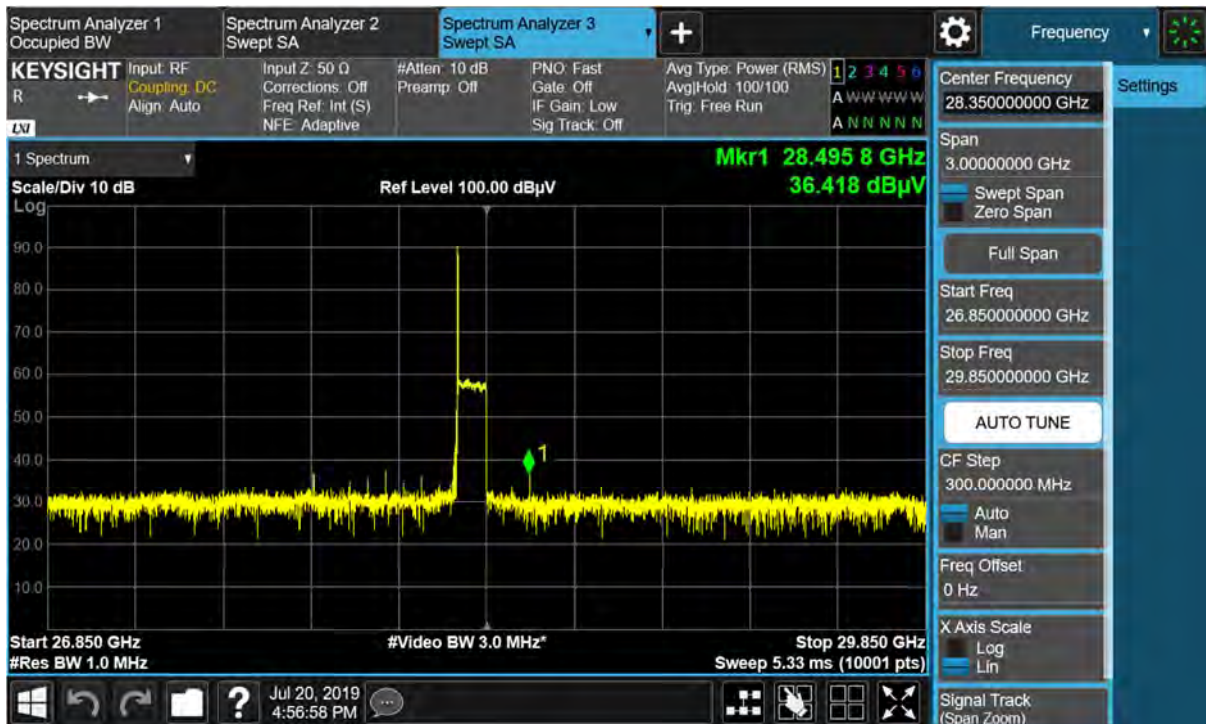 Spectrum Analyzer 1
Occupied BW
Spectrum Analyzer 2
Swept SA
Spectrum Analyzer 3
Swept SA
Frequency
KEYSIGHT
R
LXI
Input: RF
Coupling: DC
Align: Auto
Input Z: 50 Ω
Corrections: Off
Freq Ref: Int (S)
NFE: Adaptive
#Atten: 10 dB
Preamp: Off
PNO: Fast
Gate: Off
IF Gain: Low
Sig Track: Off
Avg Type: Power (RMS)
Avg|Hold: 100/100
Trig: Free Run
1 2 3 4 5 6
A W W W W W
A N N N N N
1 Spectrum
Scale/Div 10 dB
Log
Ref Level 100.00 dBµV
Mkr1 28.495 8 GHz
36.418 dBµV
90.0
80.0
70.0
60.0
50.0
40.0
30.0
20.0
10.0
1
Start 26.850 GHz
#Res BW 1.0 MHz
#Video BW 3.0 MHz*
Stop 29.850 GHz
Sweep 5.33 ms (10001 pts)
Center Frequency
28.350000000 GHz
Settings
Span
3.00000000 GHz
Swept Span
Zero Span
Full Span
Start Freq
26.850000000 GHz
Stop Freq
29.850000000 GHz
AUTO TUNE
CF Step
300.000000 MHz
Auto
Man
Freq Offset
0 Hz
X Axis Scale
Log
Lin
Signal Track
(Span Zoom)
?
Jul 20, 2019
4:56:58 PM